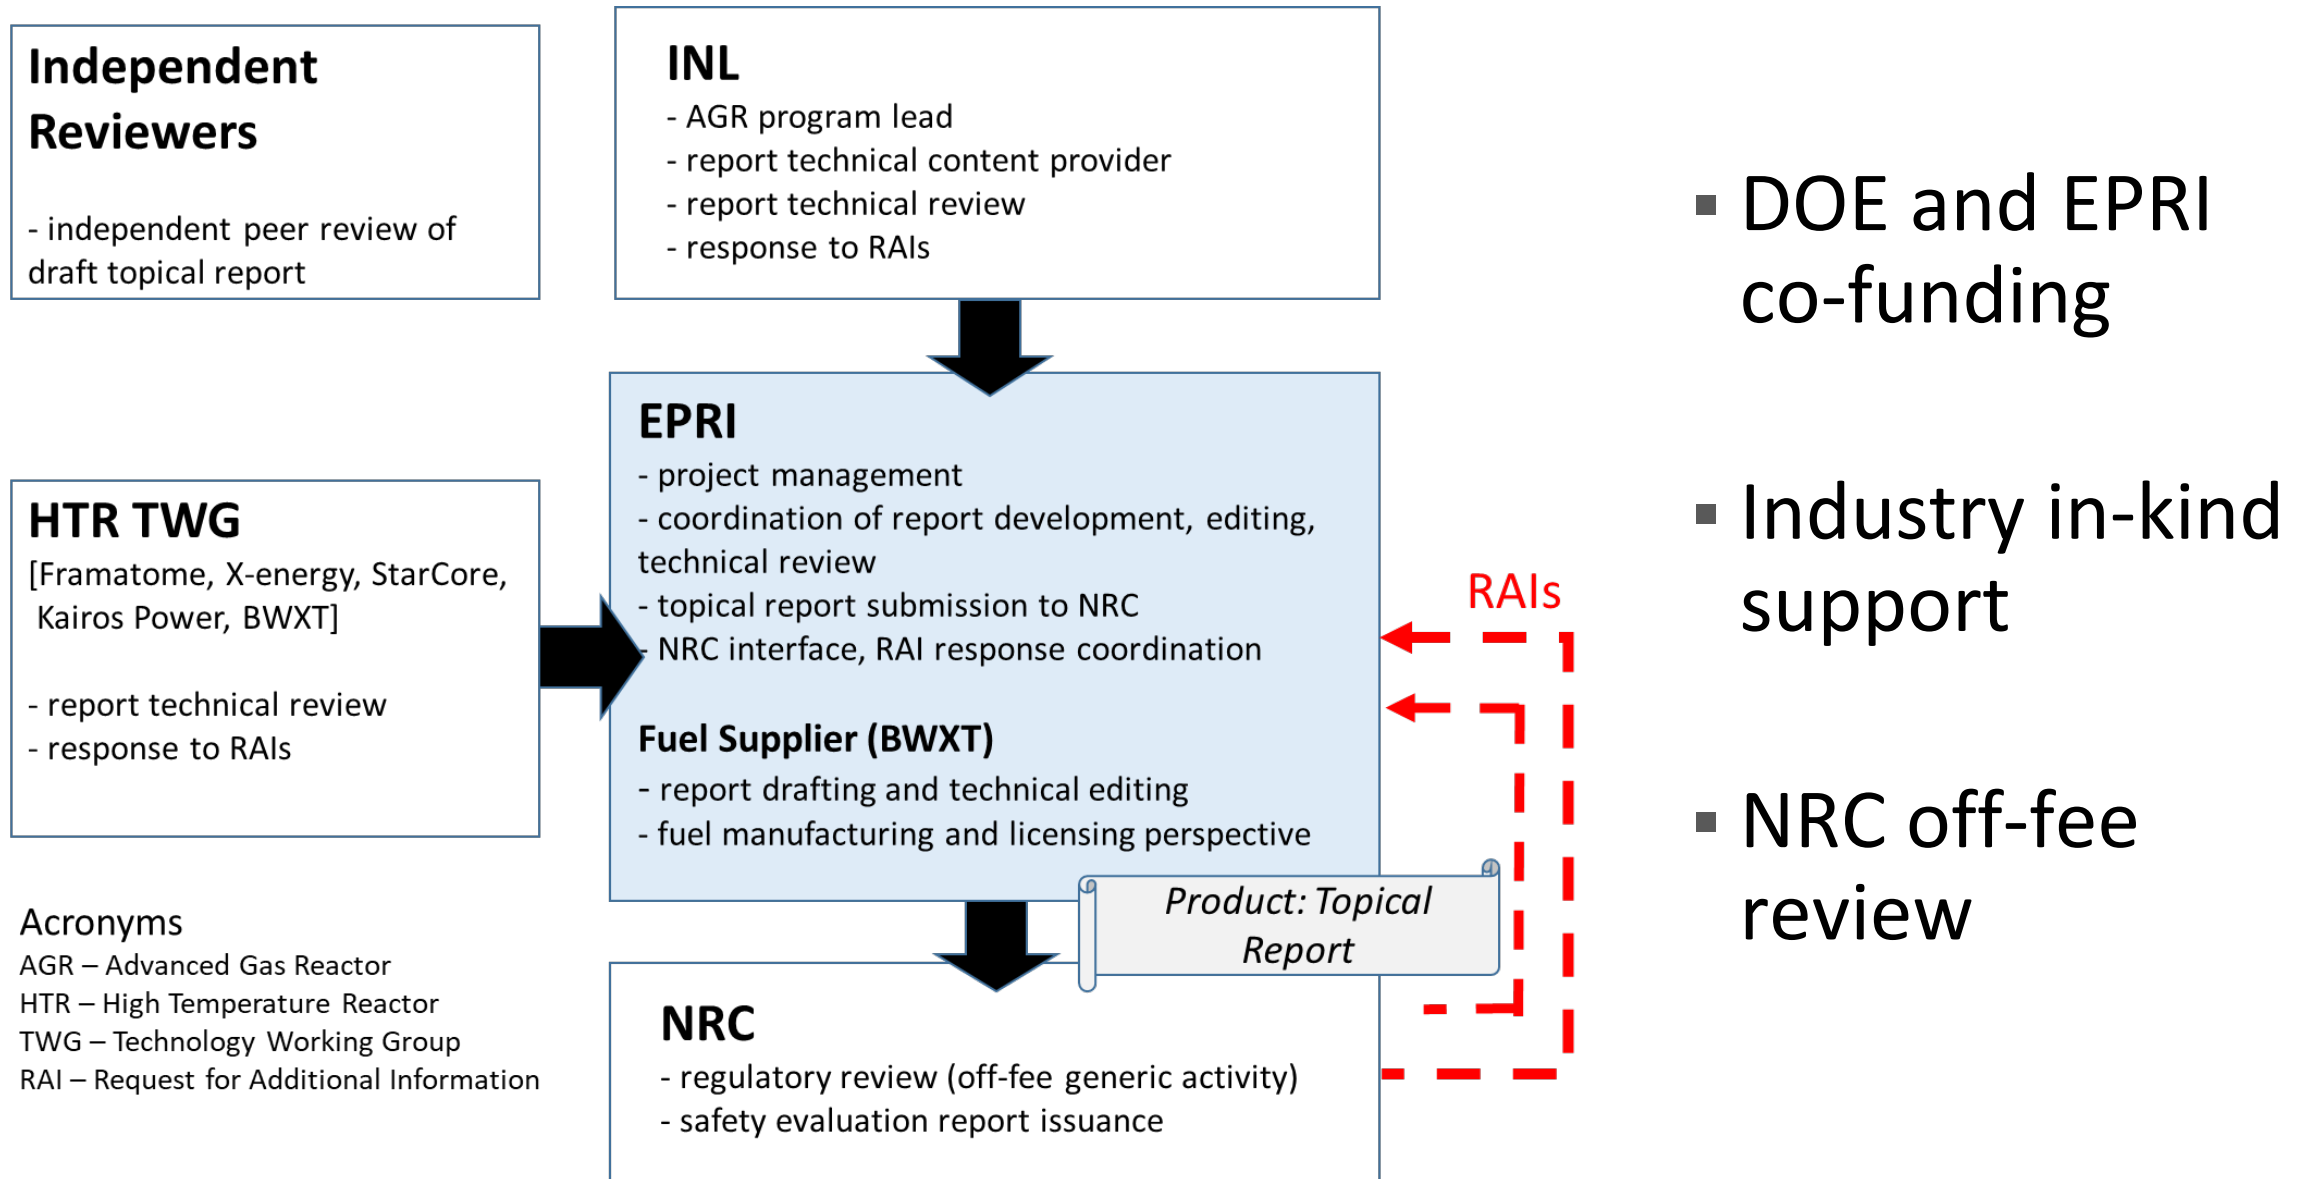 Independent
Reviewers
- independent peer review of
draft topical report
INL
- AGR program lead
- report technical content provider
- report technical review
- response to RAIs
HTR TWG
[Framatome, X-energy, StarCore,
Kairos Power, BWXT]
- report technical review
- response to RAIs
EPRI
- project management
- coordination of report development, editing,
technical review
- topical report submission to NRC
- NRC interface, RAI response coordination
Fuel Supplier (BWXT)
- report drafting and technical editing
- fuel manufacturing and licensing perspective
RAIs
Product: Topical
Report
NRC
- regulatory review (off-fee generic activity)
- safety evaluation report issuance
Acronyms
AGR – Advanced Gas Reactor
HTR – High Temperature Reactor
TWG – Technology Working Group
RAI – Request for Additional Information
▪ DOE and EPRI
co-funding
▪ Industry in-kind
support
▪ NRC off-fee
review